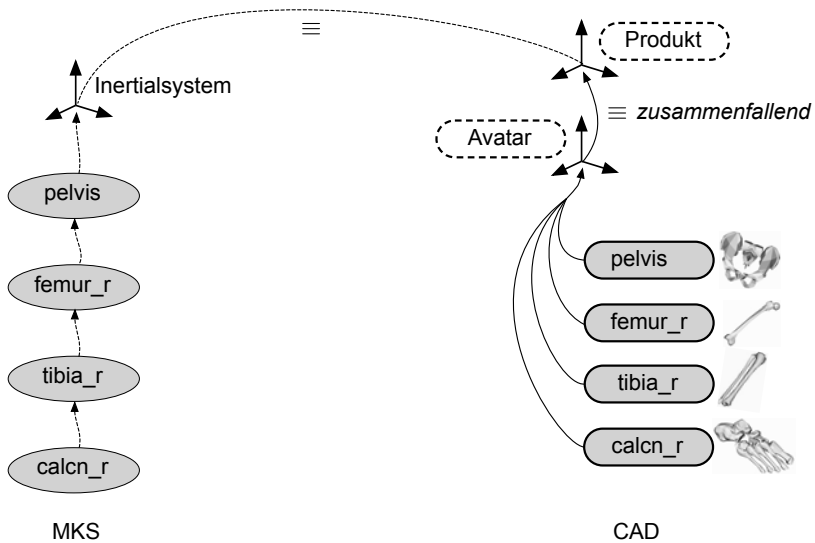 ≡
Produkt
Inertialsystem
≡ zusammenfallend
Avatar
pelvis
femur_r
tibia_r
calcn_r
pelvis
femur_r
tibia_r
calcn_r
MKS
CAD